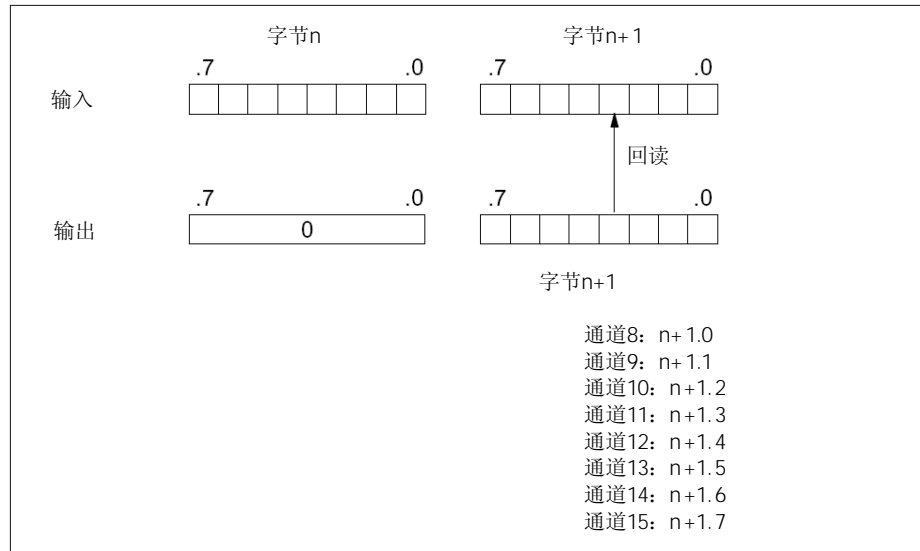 字节n 字节n+1
.7 .0 .7 .0
输入
回读
.7 .0 .7 .0
输出 0
字节n+1
通道8：n+1.0
通道9：n+1.1
通道10：n+1.2
通道11：n+1.3
通道12：n+1.4
通道13：n+1.5
通道14：n+1.6
通道15：n+1.7